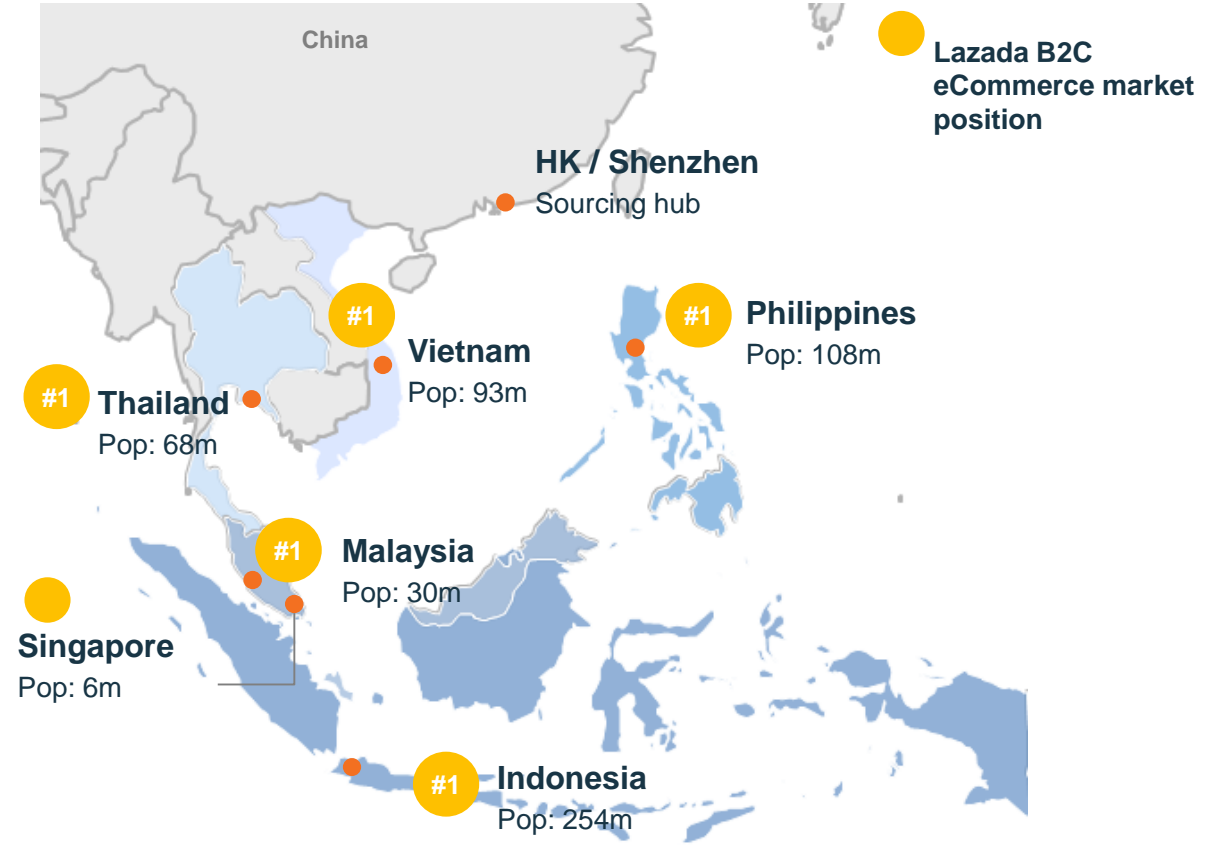 China
Lazada B2C
eCommerce market
position
HK / Shenzhen
Sourcing hub
#1
Vietnam
Pop: 93m
#1
Philippines
Pop: 108m
#1
Thailand
Pop: 68m
#1
Malaysia
Pop: 30m
Singapore
Pop: 6m
#1
Indonesia
Pop: 254m